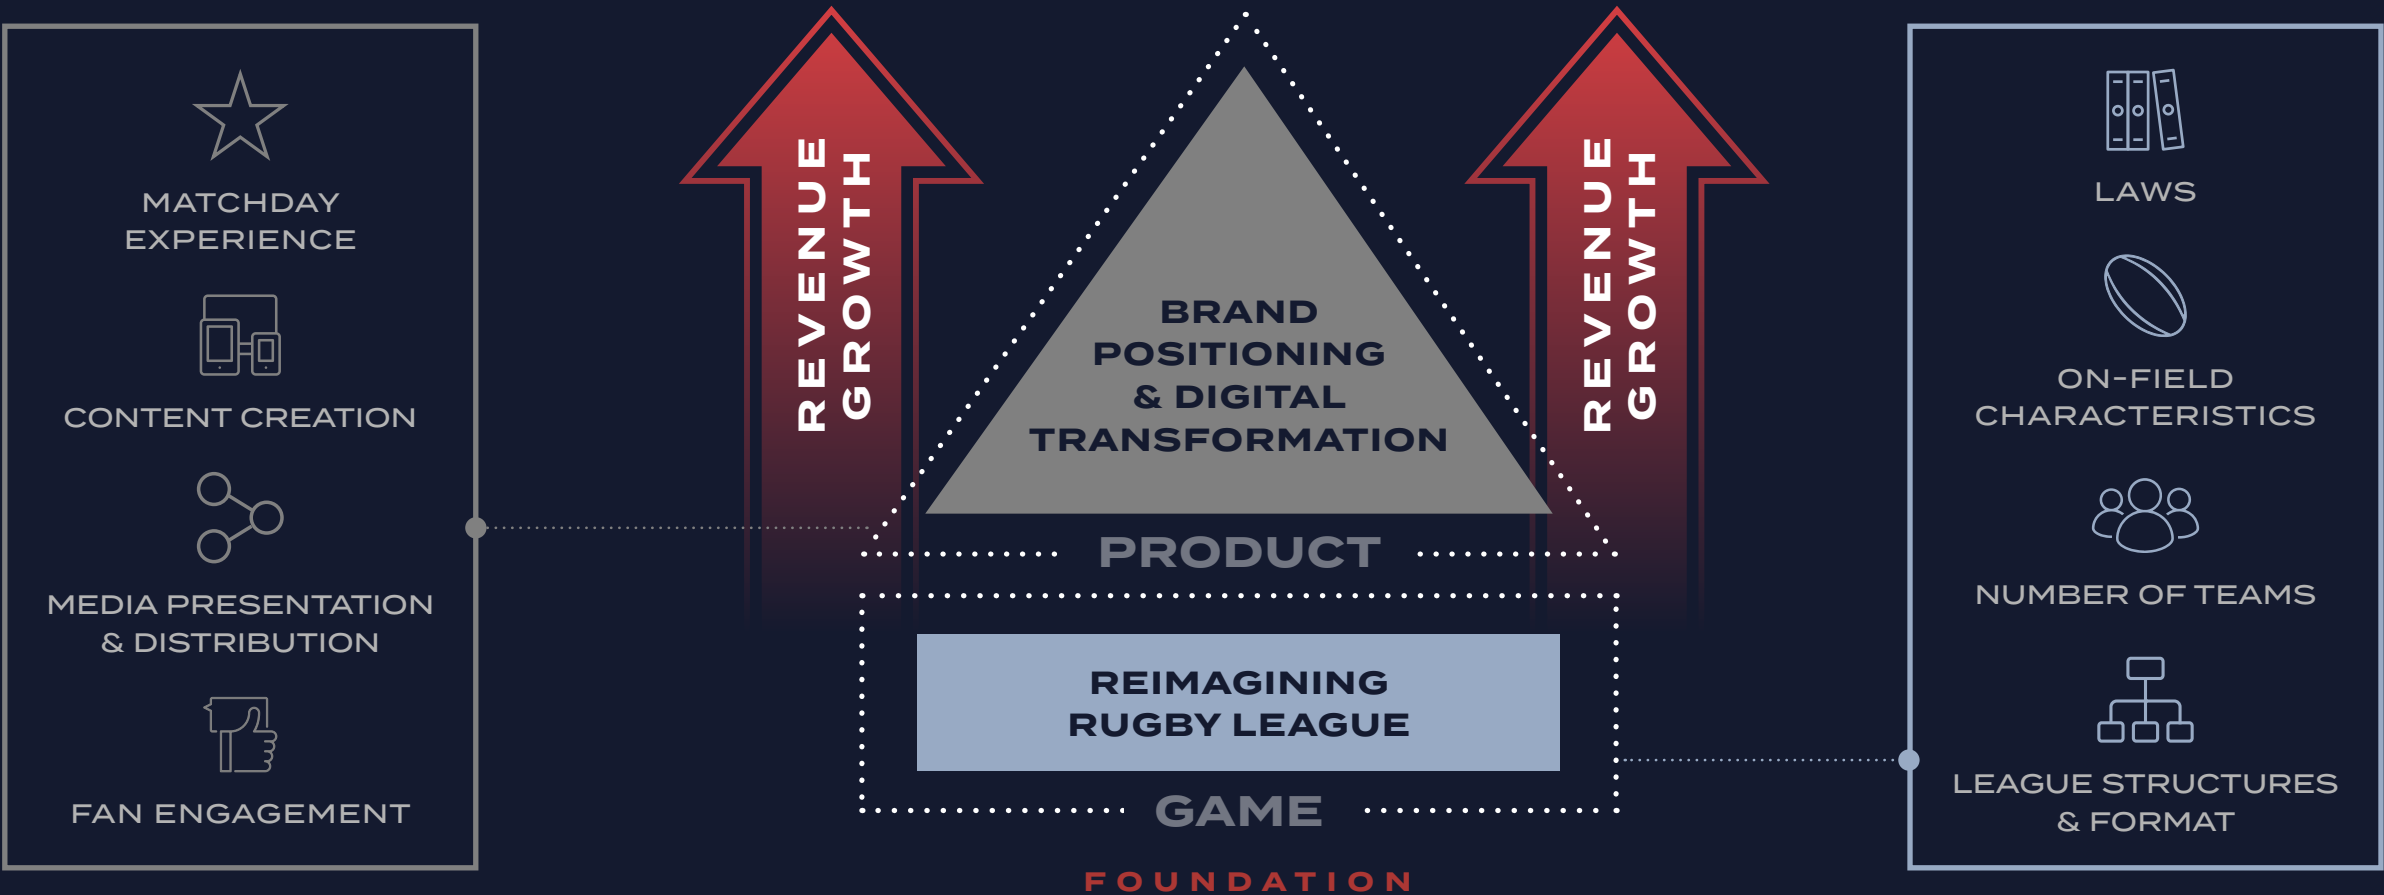 MATCHDAY
EXPERIENCE
CONTENT CREATION
MEDIA PRESENTATION
& DISTRIBUTION
FAN ENGAGEMENT
REVENUE
GROWTH
BRAND
POSITIONING
& DIGITAL
TRANSFORMATION
PRODUCT
REIMAGINING
RUGBY LEAGUE
GAME
FOUNDATION
REVENUE
GROWTH
LAWS
ON-FIELD
CHARACTERISTICS
NUMBER OF TEAMS
LEAGUE STRUCTURES
& FORMAT